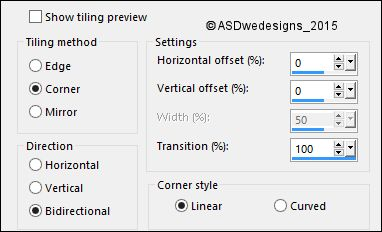 Show tiling preview
©ASDwedesigns_2015
Tiling method
Edge
Corner
Mirror
Settings
Horizontal offset (%): 0
Vertical offset (%): 0
Width (%): 50
Transition (%): 100
Direction
Horizontal
Vertical
Bidirectional
Corner style
Linear Curved